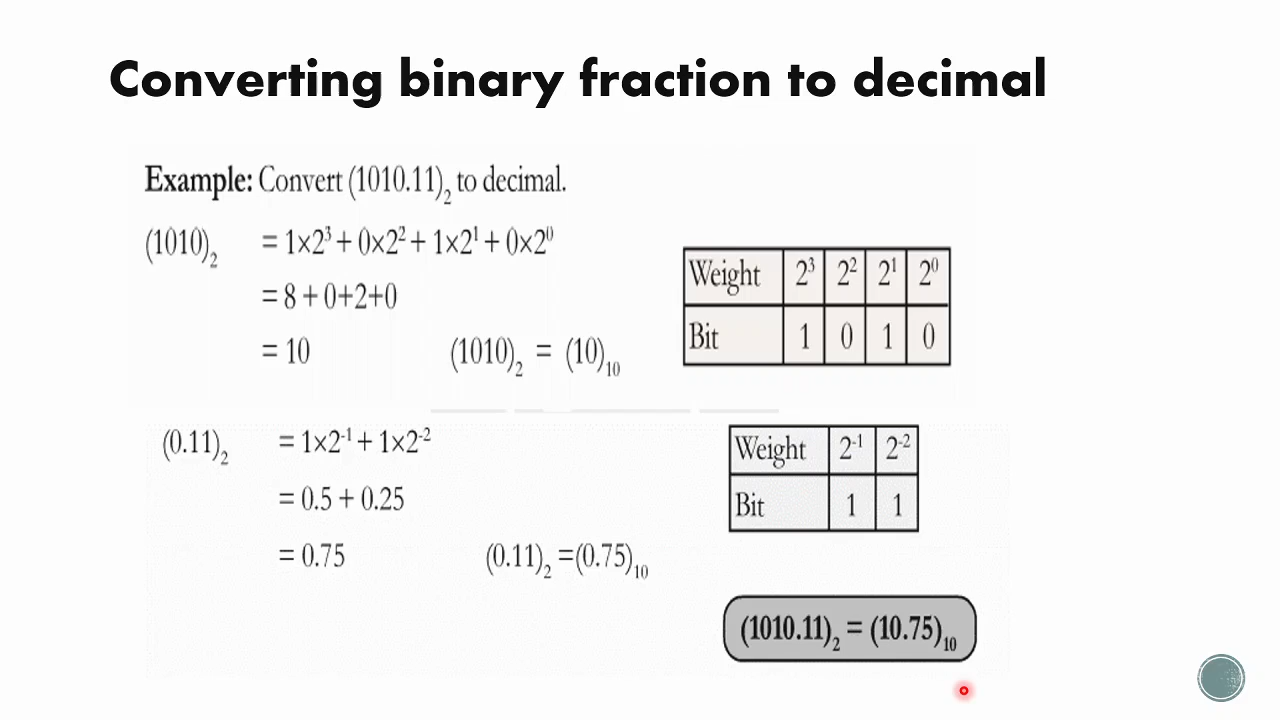 Converting binary fraction to decimal
Example: Convert (1010.11)₂ to decimal.
(1010)₂ = 1×2³ + 0×2² + 1×2¹ + 0×2⁰
= 8 + 0+2+0
= 10 (1010)₂ = (10)₁₀
Weight 2³ 2² 2¹ 2⁰
Bit 1 0 1 0
(0.11)₂ = 1×2⁻¹ + 1×2⁻²
= 0.5 + 0.25
= 0.75 (0.11)₂ =(0.75)₁₀
Weight 2⁻¹ 2⁻²
Bit 1 1
(1010.11)₂ = (10.75)₁₀